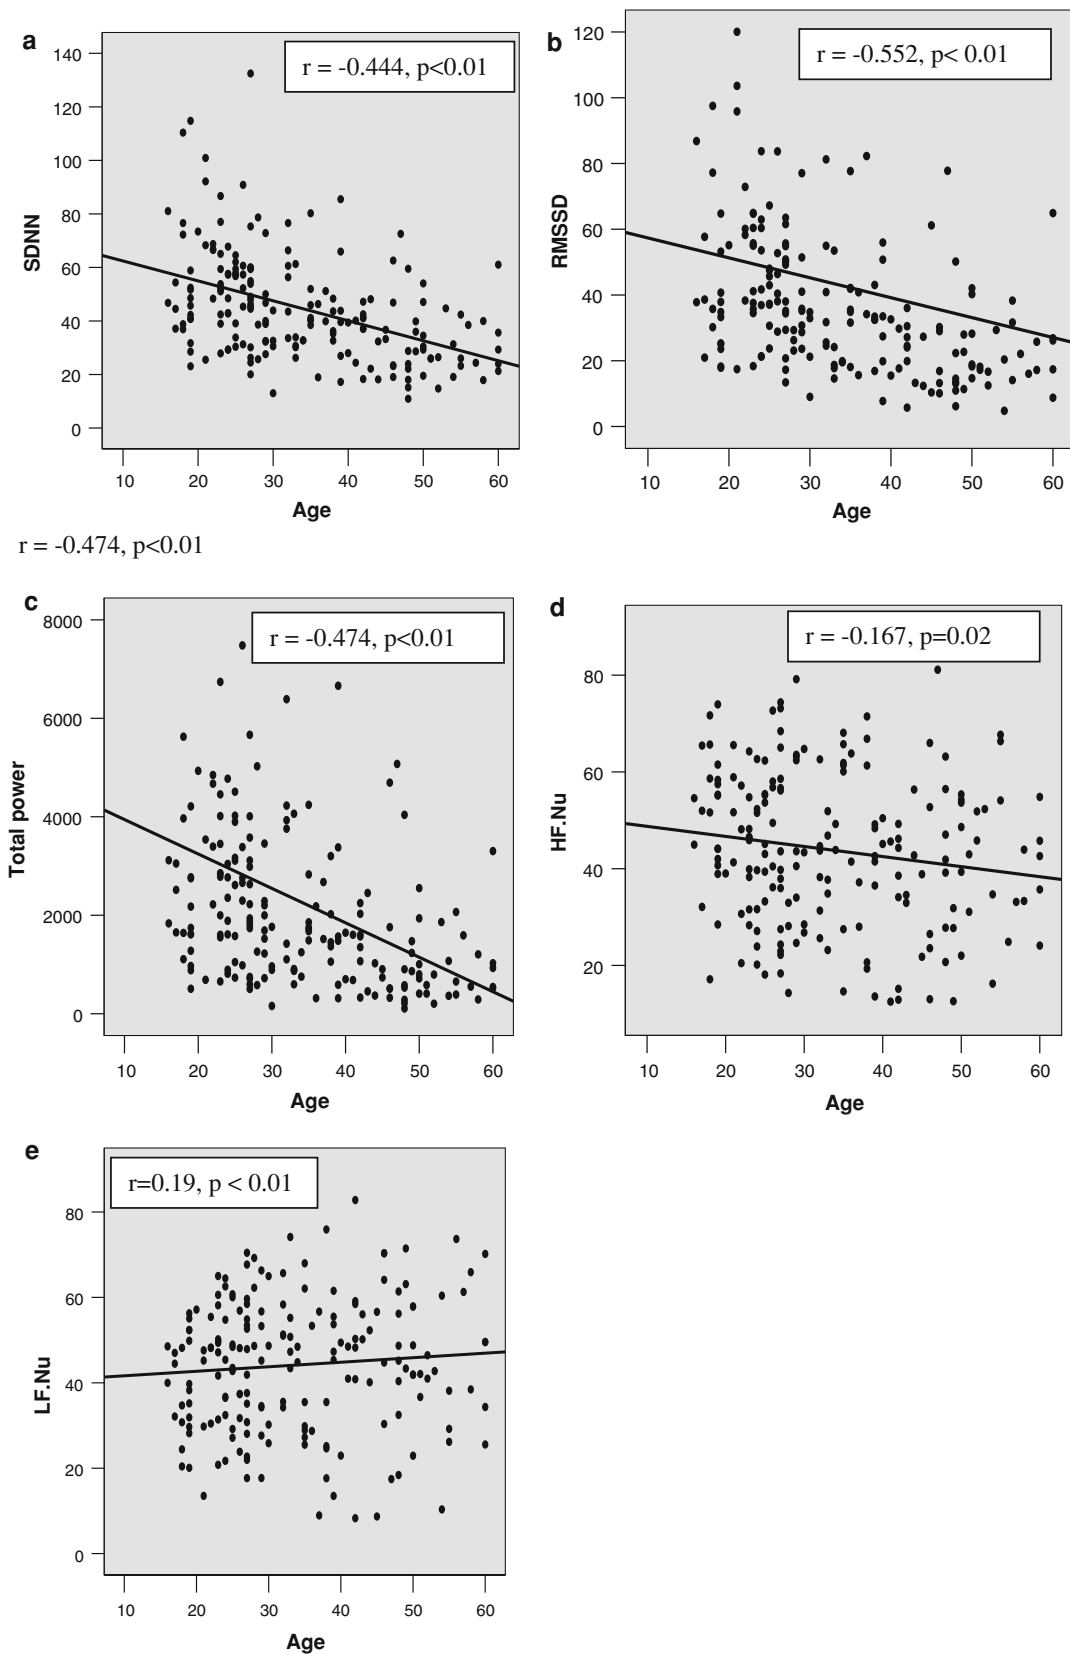 a
r = -0.444, p<0.01
140
120
100
80
60
40
20
0
SDNN
10 20 30 40 50 60
Age
b
r = -0.552, p< 0.01
120
100
80
60
40
20
0
RMSSD
10 20 30 40 50 60
Age
r = -0.474, p<0.01
c
r = -0.474, p<0.01
8000
6000
4000
2000
0
Total power
10 20 30 40 50 60
Age
d
r = -0.167, p=0.02
80
60
40
20
HF.Nu
10 20 30 40 50 60
Age
e
r=0.19, p < 0.01
80
60
40
20
0
LF.Nu
10 20 30 40 50 60
Age